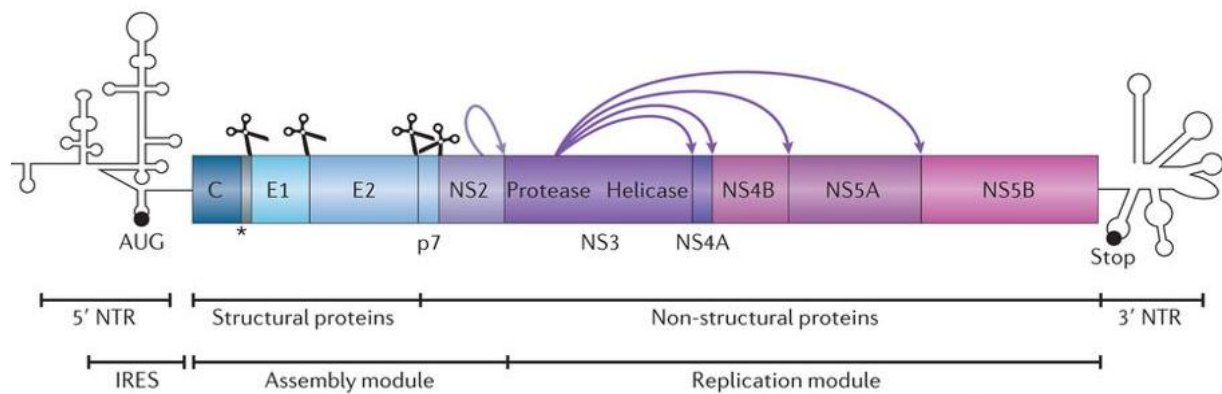 C
E1
E2
NS2
Protease
Helicase
NS4B
NS5A
NS5B
AUG
*
p7
NS3
NS4A
Stop
5′ NTR
Structural proteins
Non-structural proteins
3′ NTR
IRES
Assembly module
Replication module